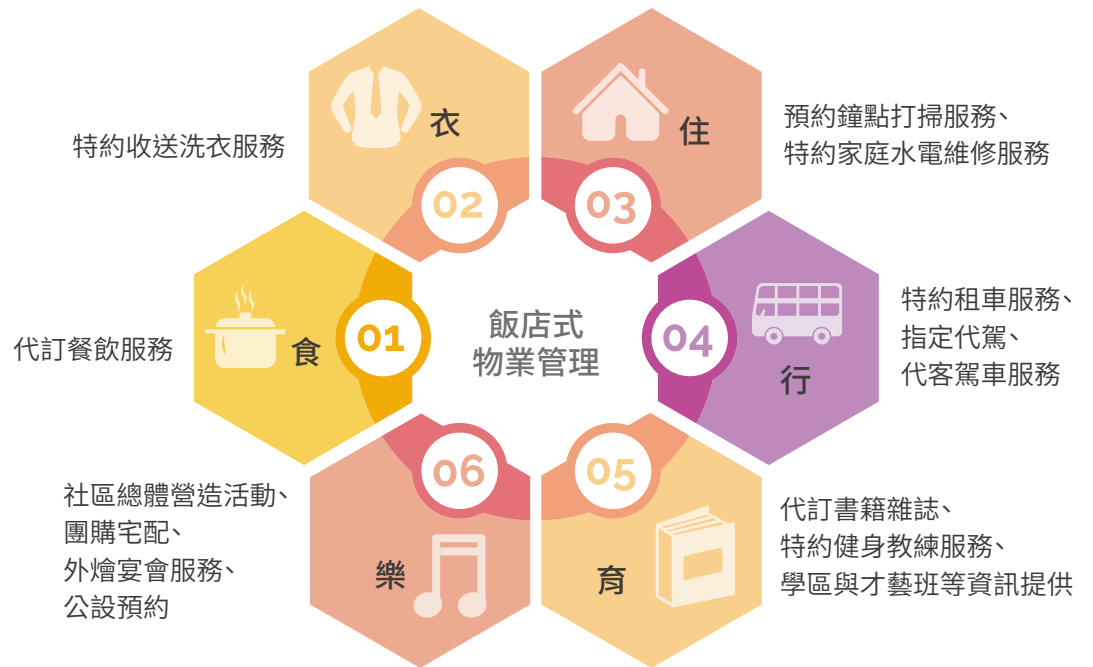 飯店式
物業管理
01
食
代訂餐飲服務
02
衣
特約收送洗衣服務
03
住
預約鐘點打掃服務、
特約家庭水電維修服務
04
行
特約租車服務、
指定代駕、
代客駕車服務
05
育
代訂書籍雜誌、
特約健身教練服務、
學區與才藝班等資訊提供
06
樂
社區總體營造活動、
團購宅配、
外燴宴會服務、
公設預約